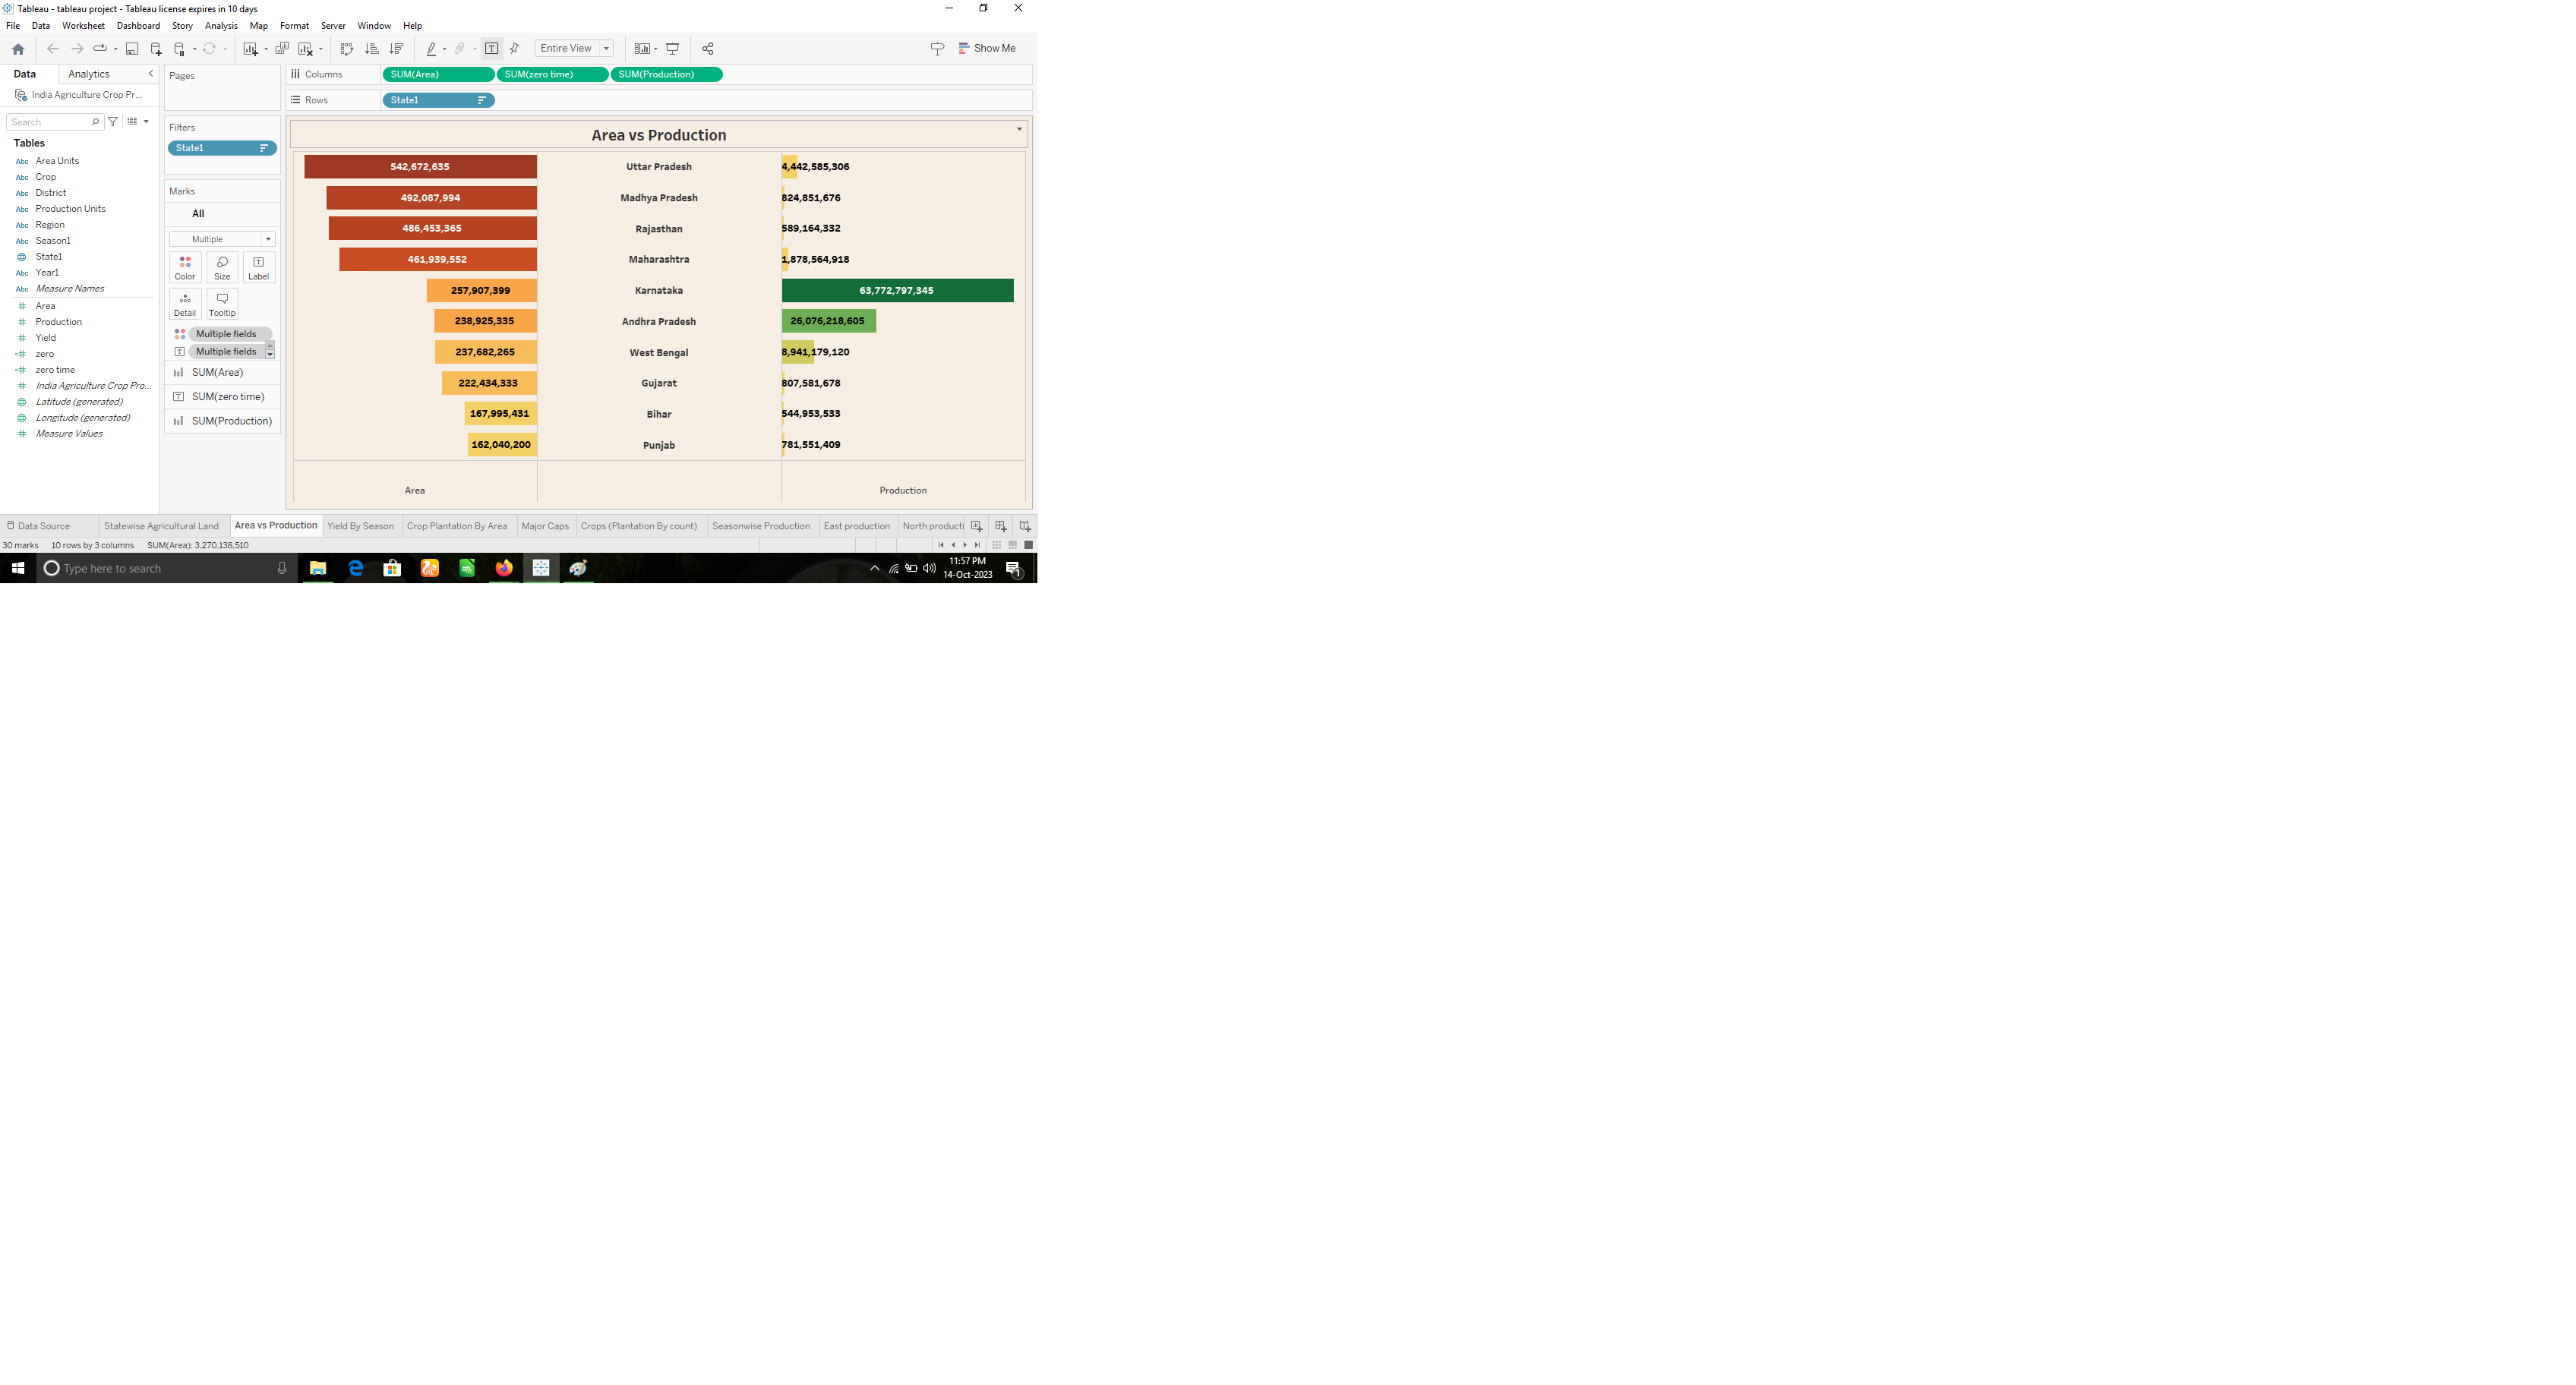 Tableau - tableau project - Tableau license expires in 10 days
File Data Worksheet Dashboard Story Analysis Map Format Server Window Help
Entire View
Show Me
Data Analytics
India Agriculture Crop Pr...
Search
Tables
Abc Area Units
Abc Crop
Abc District
Abc Production Units
Abc Region
Abc Season1
State1
Abc Year1
Abc Measure Names
# Area
# Production
# Yield
=# zero
=# zero time
# India Agriculture Crop Pro...
Latitude (generated)
Longitude (generated)
# Measure Values
Pages
Filters
State1
Marks
All
Multiple
Color Size Label
Detail Tooltip
Multiple fields
Multiple fields
SUM(Area)
SUM(zero time)
SUM(Production)
Columns SUM(Area) SUM(zero time) SUM(Production)
Rows State1
Area vs Production
542,672,635 Uttar Pradesh 4,442,585,306
492,087,994 Madhya Pradesh 824,851,676
486,453,365 Rajasthan 589,164,332
461,939,552 Maharashtra 1,878,564,918
257,907,399 Karnataka 63,772,797,345
238,925,335 Andhra Pradesh 26,076,218,605
237,682,265 West Bengal 8,941,179,120
222,434,333 Gujarat 807,581,678
167,995,431 Bihar 544,953,533
162,040,200 Punjab 781,551,409
Area Production
Data Source Statewise Agricultural Land Area vs Production Yield By Season Crop Plantation By Area Major Caps Crops (Plantation By count) Seasonwise Production East production North producti
30 marks 10 rows by 3 columns SUM(Area): 3,270,138,510
Type here to search
11:57 PM
14-Oct-2023
1